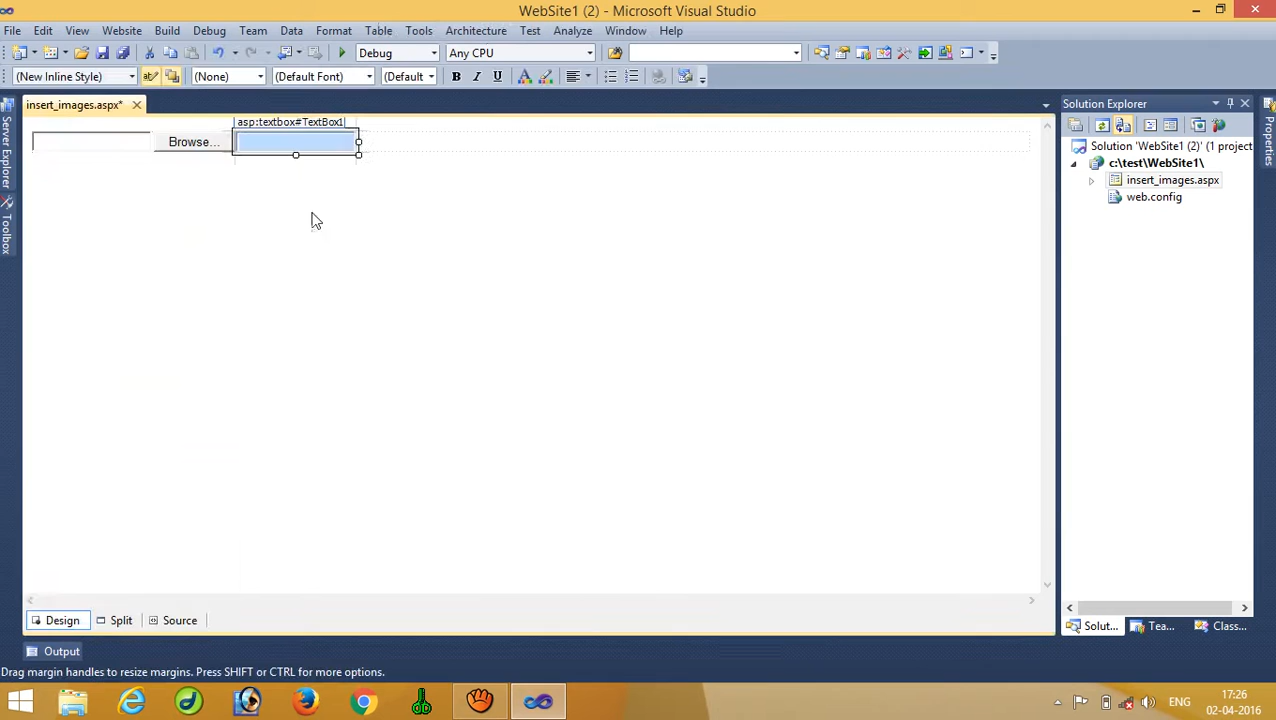 WebSite1 (2) - Microsoft Visual Studio
File Edit View Website Build Debug Team Data Format Table Tools Architecture Test Analyze Window Help
Debug Any CPU
(New Inline Style) (None) (Default Font) (Default B I U A
insert_images.aspx* Solution Explorer
asp:textbox#TextBox1
Browse...
Server Explorer
Toolbox
Solution 'WebSite1 (2)' (1 project
c:\test\WebSite1\
insert_images.aspx
web.config
Properties
Design Split Source
Solut... Tea... Class...
Output
Drag margin handles to resize margins. Press SHIFT or CTRL for more options.
ENG
17:26
02-04-2016